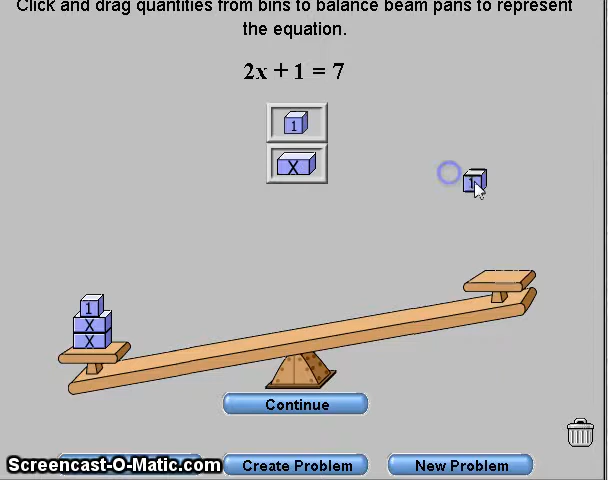 Click and drag quantities from bins to balance beam pans to represent
the equation.
2x + 1 = 7
1
X
1
1
X
X
Continue
Screencast-O-Matic.com
Create Problem
New Problem